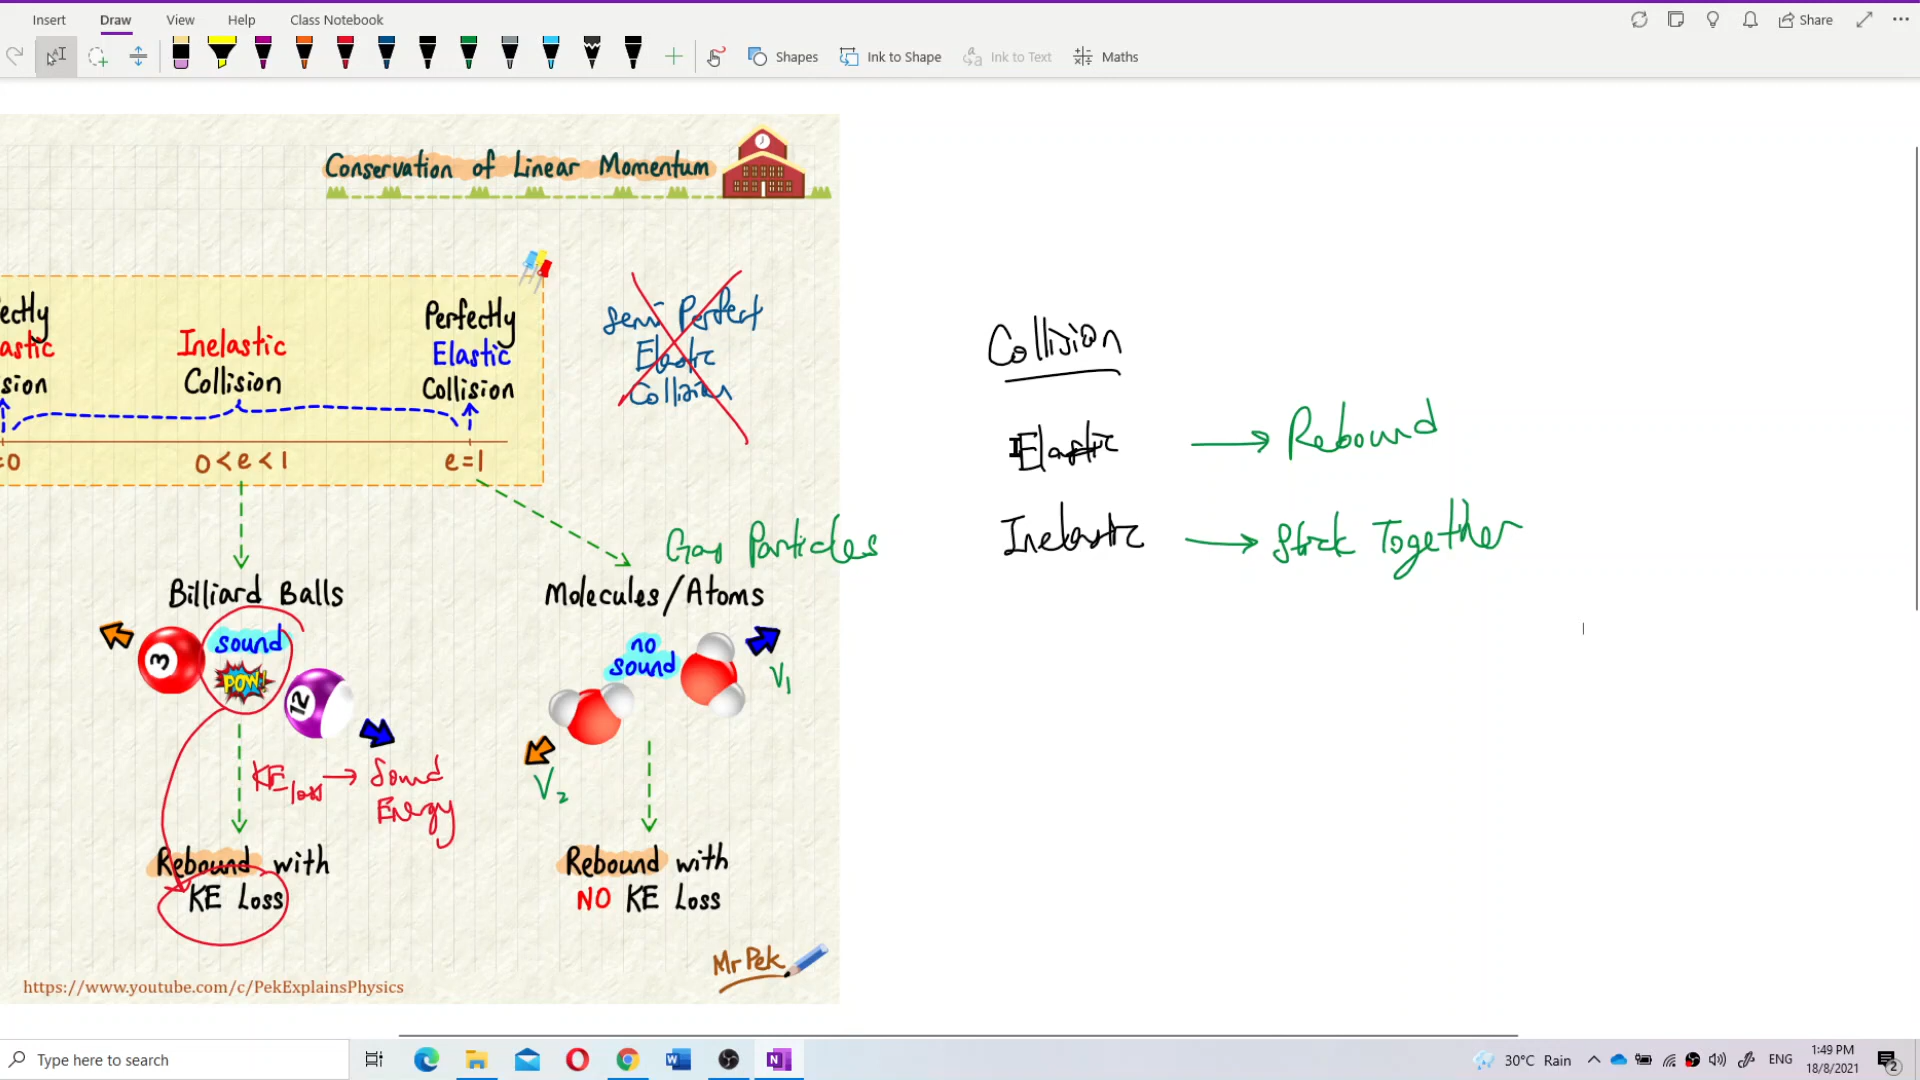 Insert Draw View Help Class Notebook
Share
Shapes
Ink to Shape
Ink to Text
Maths
Conservation of Linear Momentum
ectly
astic
sion
Inelastic
Collision
Perfectly
Elastic
Collision
Semi Perfect
Elastic
Collision
=0
0 < e < 1
e=1
Gas Particles
Billiard Balls
Molecules/Atoms
3
sound
POW!
12
no
sound
V1
V2
KE loss → Sound
Energy
Rebound with
KE Loss
Rebound with
NO KE Loss
Mr Pek
https://www.youtube.com/c/PekExplainsPhysics
Collision
Elastic → Rebound
Inelastic → Stick Together
Type here to search
30°C Rain
ENG
1:49 PM
18/8/2021
2